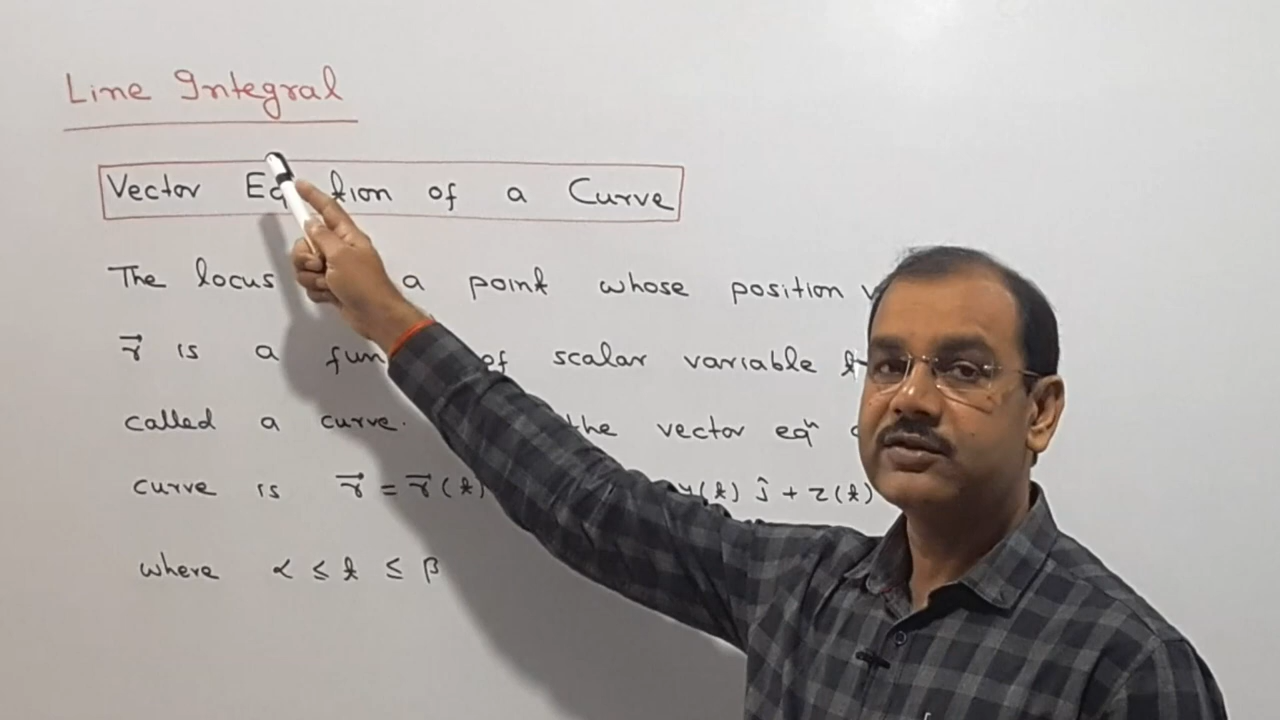 Line Integral
Vector Eq tion of a Curve
The locus a point whose position
r⃗ is a fun of scalar variable t
called a curve. the vector eqⁿ
curve is r⃗ = r⃗(t) y(t) ĵ + z(t)
where α ≤ t ≤ β